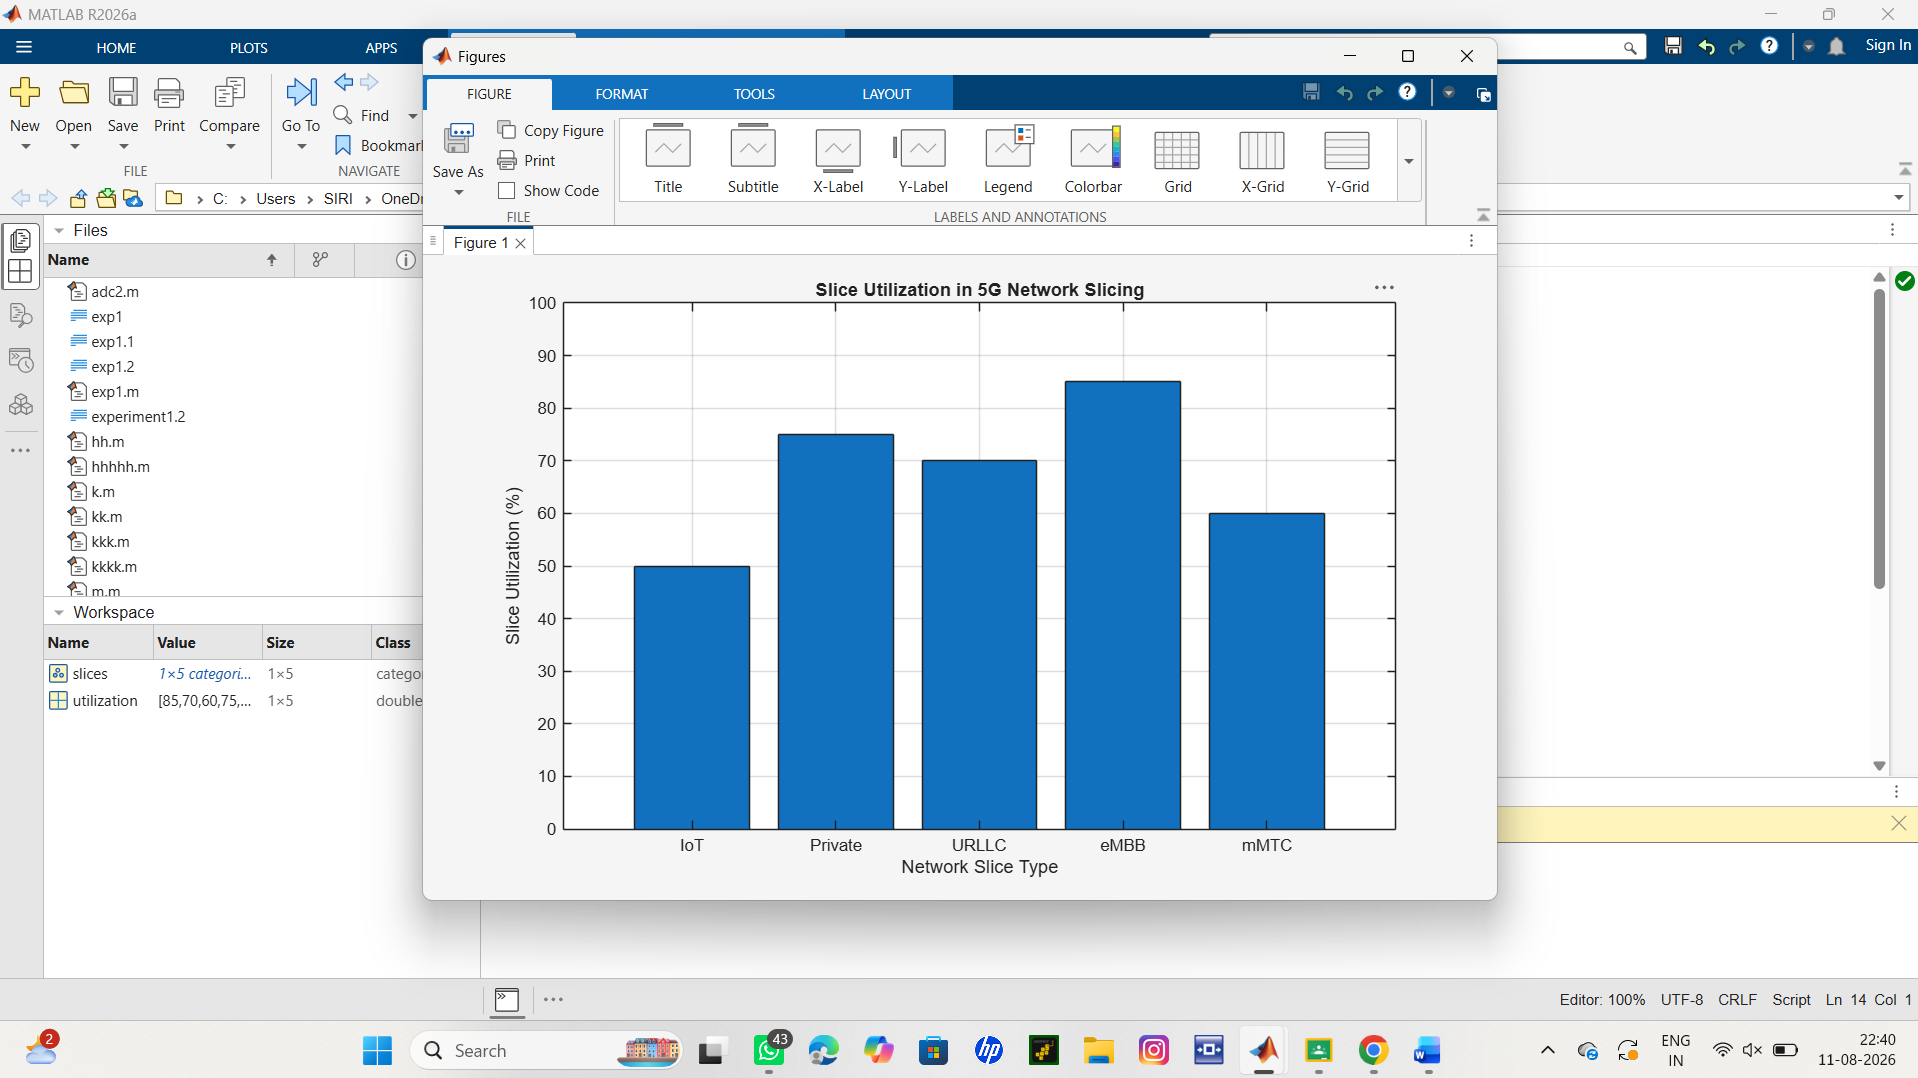 MATLAB R2026a
HOME PLOTS APPS
Sign In
New Open Save Print Compare Go To Find
Bookmark
FILE NAVIGATE
C: Users SIRI
Files
Name
adc2.m
exp1
exp1.1
exp1.2
exp1.m
experiment1.2
hh.m
hhhhh.m
k.m
kk.m
kkk.m
kkkk.m
m.m
Workspace
Name Value Size Class
slices 1×5 categori... 1×5
utilization [85,70,60,75,... 1×5 double
Figures
FIGURE FORMAT TOOLS LAYOUT
Save As
Copy Figure
Print
Show Code
FILE
Title Subtitle X-Label Y-Label Legend Colorbar Grid X-Grid Y-Grid
LABELS AND ANNOTATIONS
Figure 1
Slice Utilization in 5G Network Slicing
100
90
80
70
60
50
40
30
20
10
0
Slice Utilization (%)
IoT Private URLLC eMBB mMTC
Network Slice Type
Editor: 100% UTF-8 CRLF Script Ln 14 Col 1
2
Search
43
hp
ENG
IN
22:40
11-08-2026